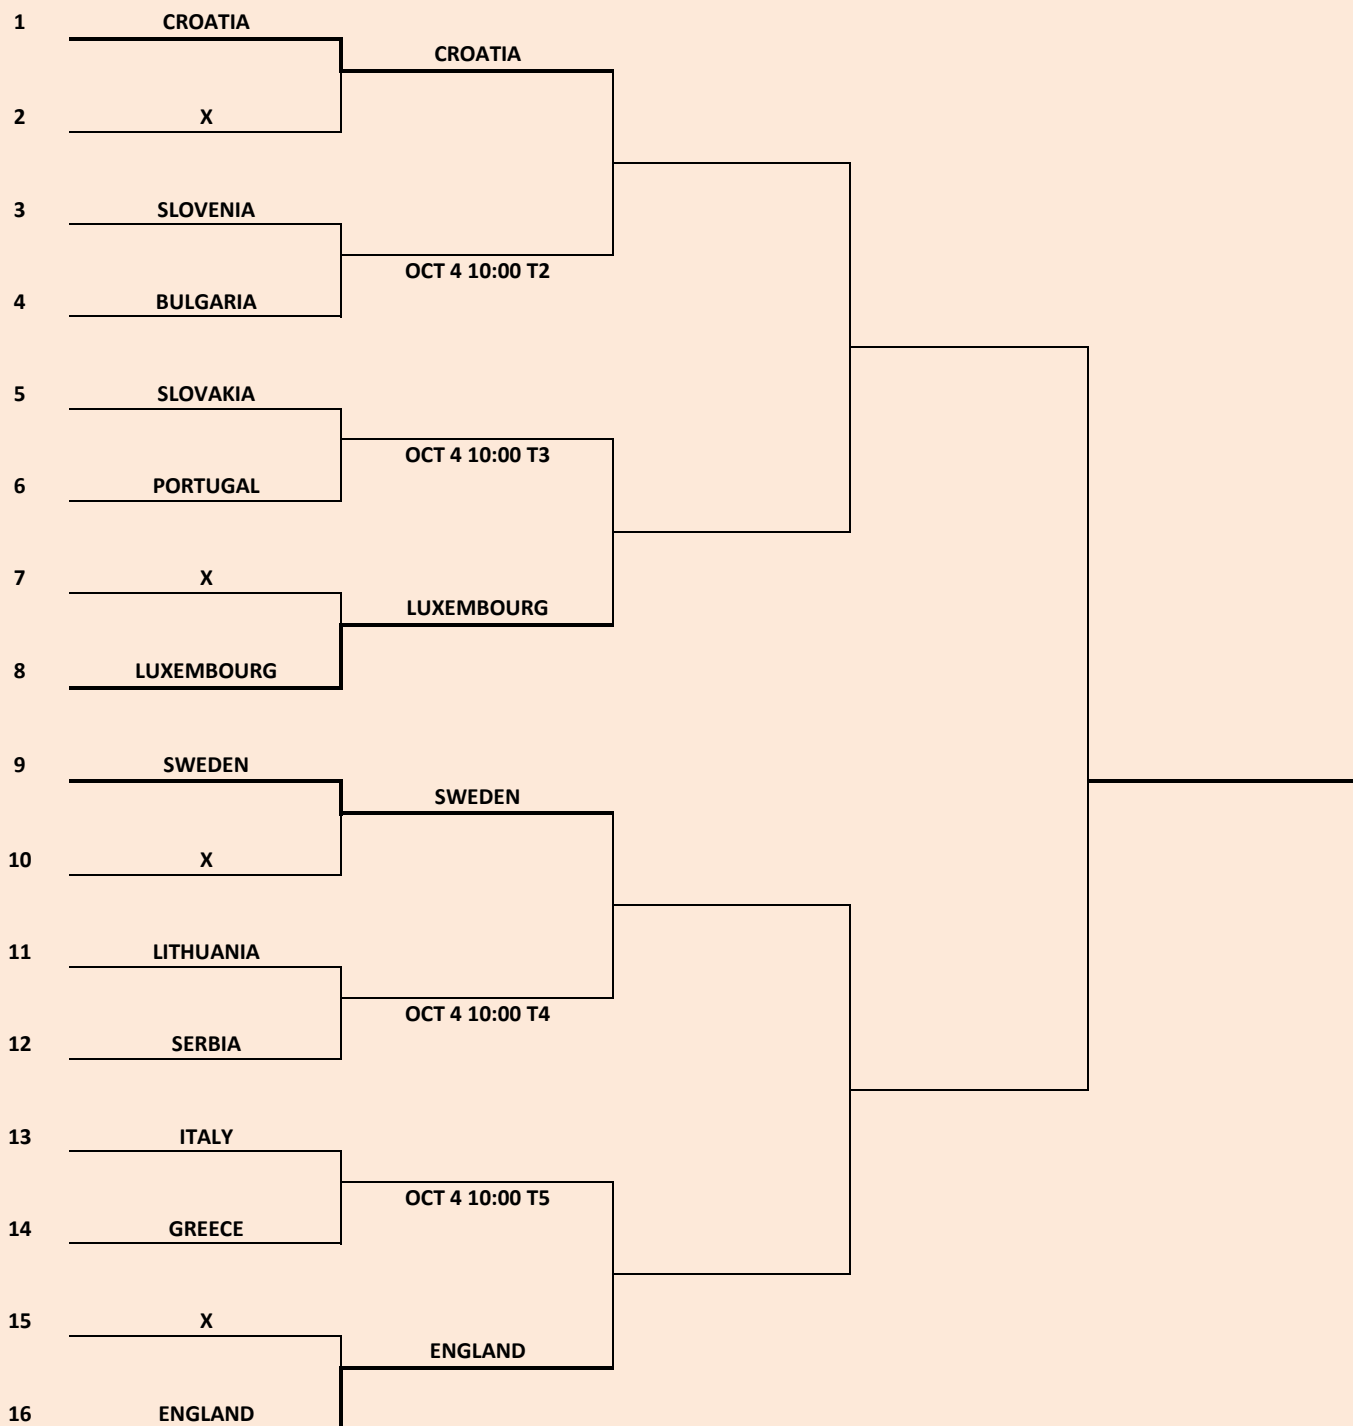 1 CROATIA
CROATIA
2 X
3 SLOVENIA
OCT 4 10:00 T2
4 BULGARIA
5 SLOVAKIA
OCT 4 10:00 T3
6 PORTUGAL
7 X
LUXEMBOURG
8 LUXEMBOURG
9 SWEDEN
SWEDEN
10 X
11 LITHUANIA
OCT 4 10:00 T4
12 SERBIA
13 ITALY
OCT 4 10:00 T5
14 GREECE
15 X
ENGLAND
16 ENGLAND